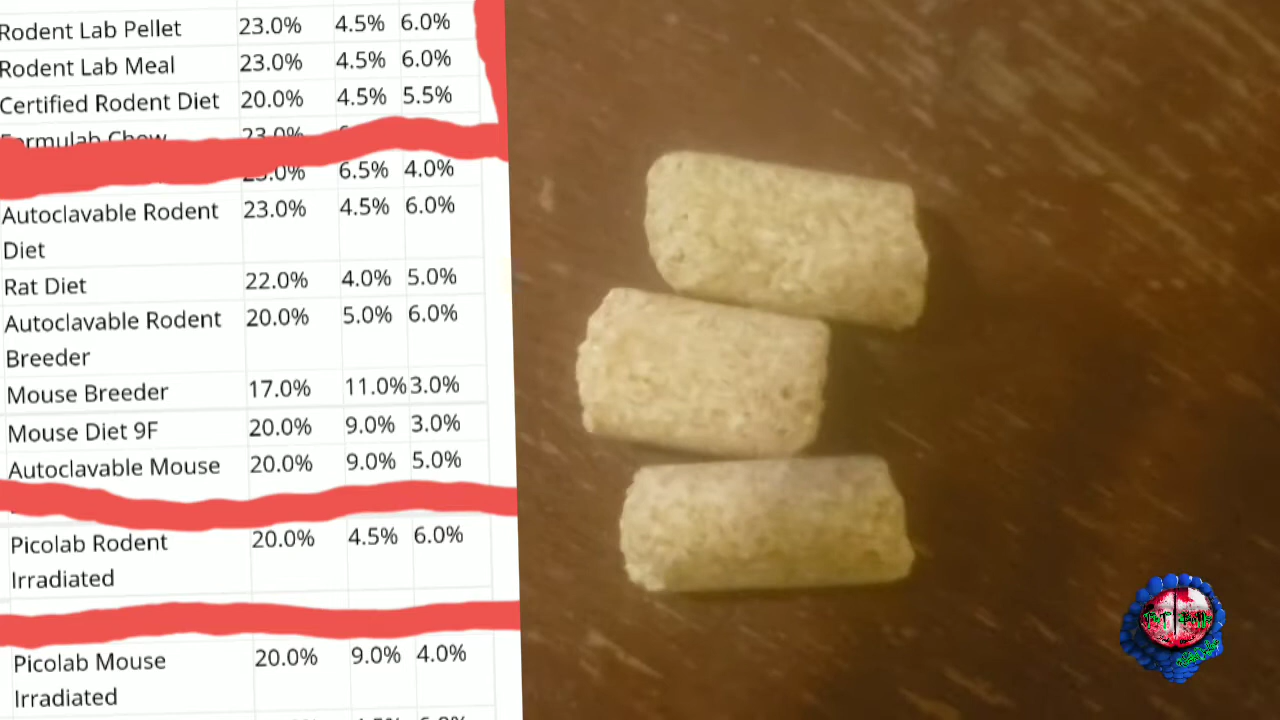 Rodent Lab Pellet 23.0% 4.5% 6.0%
Rodent Lab Meal 23.0% 4.5% 6.0%
Certified Rodent Diet 20.0% 4.5% 5.5%
Formulab Chow 23.0%
6.5% 4.0%
Autoclavable Rodent 23.0% 4.5% 6.0%
Diet
Rat Diet 22.0% 4.0% 5.0%
Autoclavable Rodent 20.0% 5.0% 6.0%
Breeder
Mouse Breeder 17.0% 11.0% 3.0%
Mouse Diet 9F 20.0% 9.0% 3.0%
Autoclavable Mouse 20.0% 9.0% 5.0%
Picolab Rodent 20.0% 4.5% 6.0%
Irradiated
Picolab Mouse 20.0% 9.0% 4.0%
Irradiated